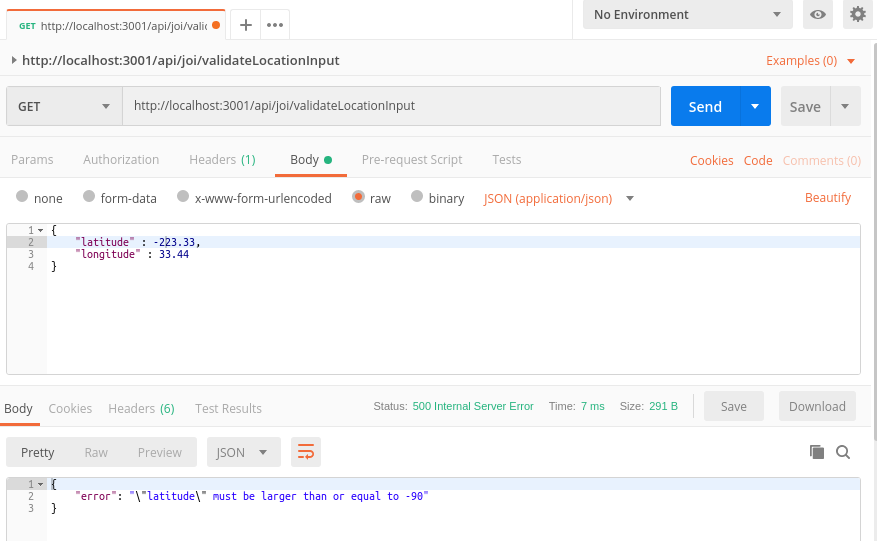 GET http://localhost:3001/api/joi/valic
No Environment
http://localhost:3001/api/joi/validateLocationInput
Examples (0)
GET http://localhost:3001/api/joi/validateLocationInput Send Save
Params Authorization Headers (1) Body Pre-request Script Tests Cookies Code Comments (0)
none form-data x-www-form-urlencoded raw binary JSON (application/json) Beautify
1 {
2 "latitude" : -223.33,
3 "longitude" : 33.44
4 }
Body Cookies Headers (6) Test Results Status: 500 Internal Server Error Time: 7 ms Size: 291 B Save Download
Pretty Raw Preview JSON
1 {
2 "error": "\"latitude\" must be larger than or equal to -90"
3 }